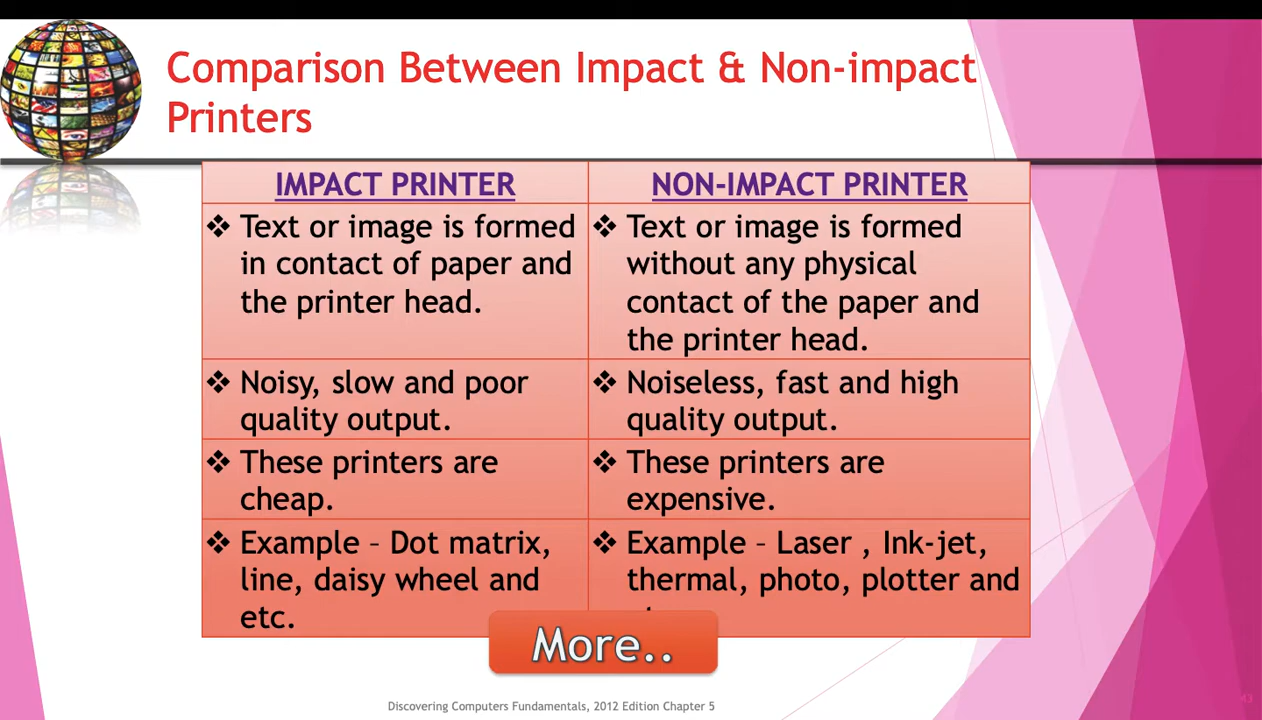 Comparison Between Impact & Non-impact
Printers
IMPACT PRINTER
NON-IMPACT PRINTER
❖ Text or image is formed
in contact of paper and
the printer head.
❖ Text or image is formed
without any physical
contact of the paper and
the printer head.
❖ Noisy, slow and poor
quality output.
❖ Noiseless, fast and high
quality output.
❖ These printers are
cheap.
❖ These printers are
expensive.
❖ Example – Dot matrix,
line, daisy wheel and
etc.
❖ Example – Laser , Ink-jet,
thermal, photo, plotter and
More..
Discovering Computers Fundamentals, 2012 Edition Chapter 5